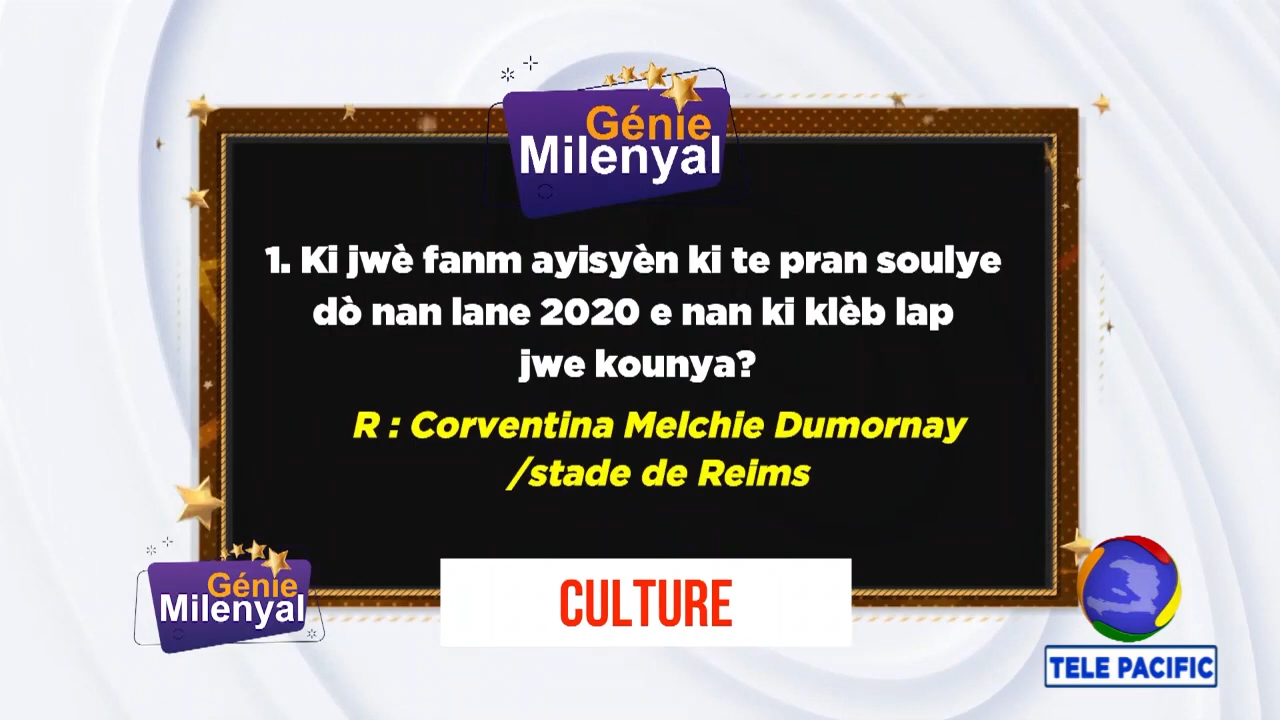 Génie
Milenyal
1. Ki jwè fanm ayisyèn ki te pran soulye
dò nan lane 2020 e nan ki klèb lap
jwe kounya?
R : Corventina Melchie Dumornay
/stade de Reims
Génie
Milenyal
CULTURE
TELE PACIFIC